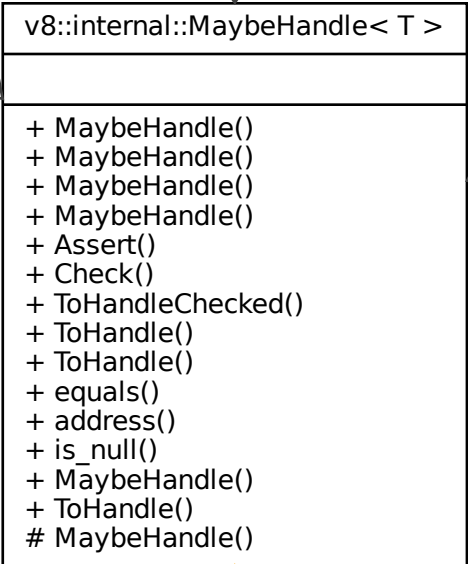 v8::internal::MaybeHandle< T >
+ MaybeHandle()
+ MaybeHandle()
+ MaybeHandle()
+ MaybeHandle()
+ Assert()
+ Check()
+ ToHandleChecked()
+ ToHandle()
+ ToHandle()
+ equals()
+ address()
+ is_null()
+ MaybeHandle()
+ ToHandle()
# MaybeHandle()